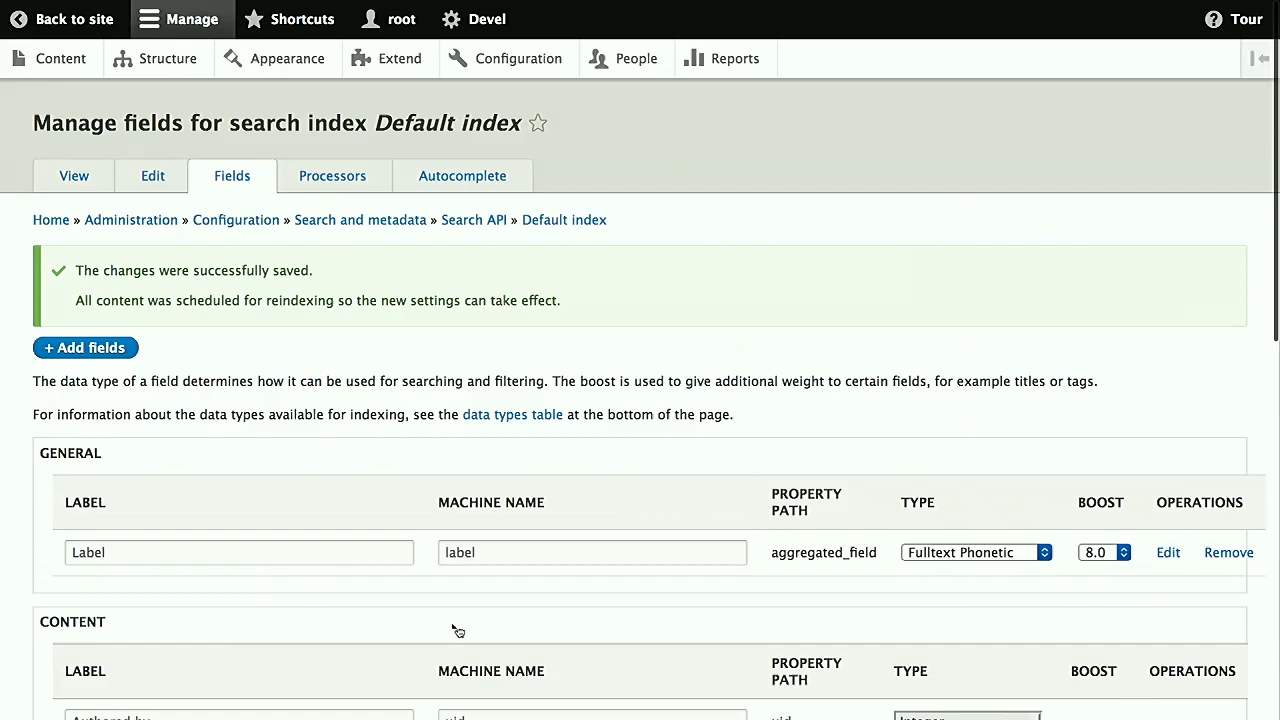 Back to site Manage Shortcuts root Devel Tour
Content Structure Appearance Extend Configuration People Reports
Manage fields for search index Default index
View Edit Fields Processors Autocomplete
Home » Administration » Configuration » Search and metadata » Search API » Default index
The changes were successfully saved.
All content was scheduled for reindexing so the new settings can take effect.
+ Add fields
The data type of a field determines how it can be used for searching and filtering. The boost is used to give additional weight to certain fields, for example titles or tags.
For information about the data types available for indexing, see the data types table at the bottom of the page.
GENERAL
LABEL MACHINE NAME PROPERTY PATH TYPE BOOST OPERATIONS
Label label aggregated_field Fulltext Phonetic 8.0 Edit Remove
CONTENT
LABEL MACHINE NAME PROPERTY PATH TYPE BOOST OPERATIONS
Authored by uid uid Integer